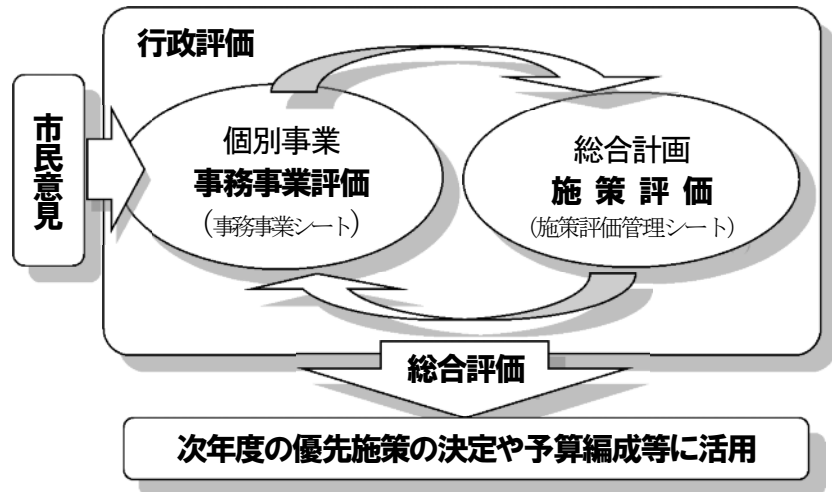 行政評価
市民意見
個別事業
事務事業評価
(事務事業シート)
総合計画
施策評価
(施策評価管理シート)
総合評価
次年度の優先施策の決定や予算編成等に活用